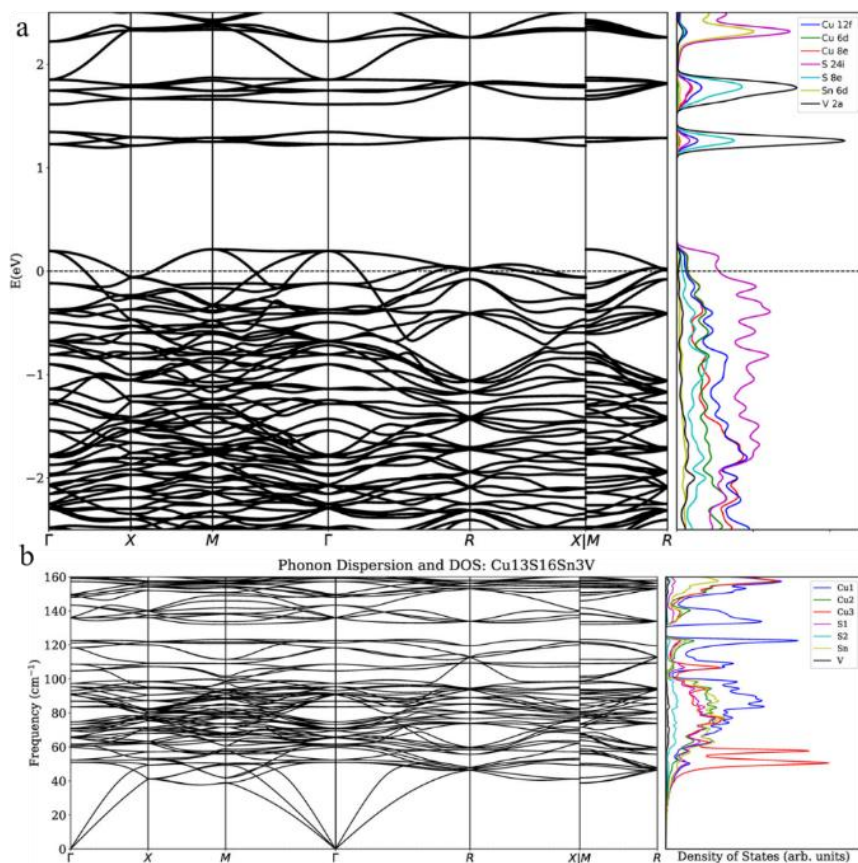 a
2
1
0
−1
−2
E(eV)
Γ X M Γ R X|M R
Cu 12f
Cu 6d
Cu 8e
S 24i
S 8e
Sn 6d
V 2a
b
Phonon Dispersion and DOS: Cu13S16Sn3V
160
140
120
100
80
60
40
20
0
Frequency (cm⁻¹)
Γ X M Γ R X|M R
Cu1
Cu2
Cu3
S1
S2
Sn
V
Density of States (arb. units)